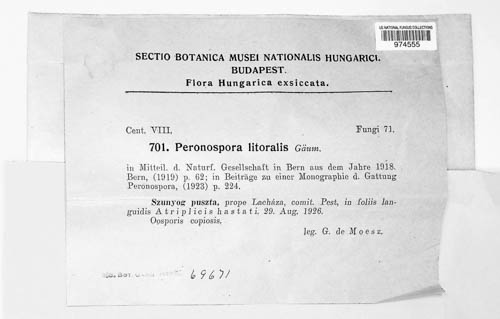 US NATIONAL FUNGUS COLLECTIONS
974555
SECTIO BOTANICA MUSEI NATIONALIS HUNGARICI.
BUDAPEST.
Flora Hungarica exsiccata.
Cent. VIII. Fungi 71.
701. Peronospora litoralis Gäum.
in Mitteil. d. Naturf. Gesellschaft in Bern aus dem Jahre 1918.
Bern, (1919) p. 62; in Beiträge zu einer Monographie d. Gattung
Peronospora, (1923) p. 224.
Szunyog puszta, prope Lacháza, comit. Pest, in foliis lan-
guidis Atriplicis hastati. 29. Aug. 1926.
Oosporis copiosis.
leg. G. de Moesz.
69671